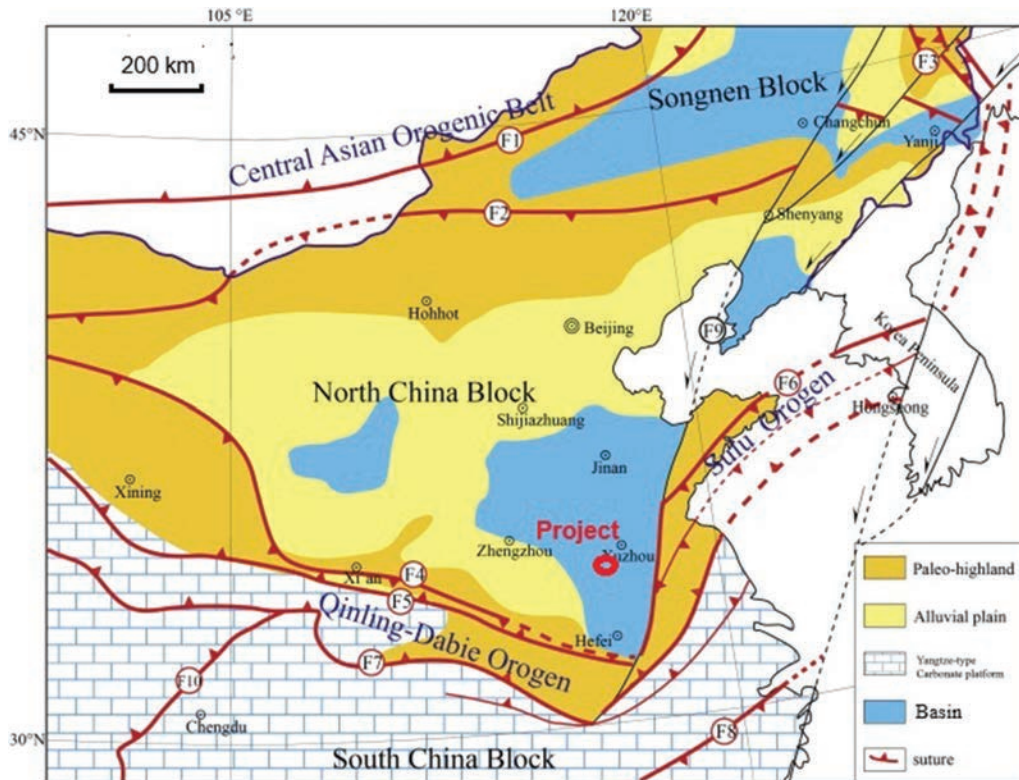 105 °E
120°E
200 km
F3
Songnen Block
Changchun
45°N
Central Asian Orogenic Belt
F1
Yanji
F2
Shenyang
Hohhot
Beijing
F9
Korea Peninsula
F6
North China Block
Shijiazhuang
Hongseong
Sulu Orogen
Jinan
Xining
Project
Zhengzhou
Xuzhou
Xi'an
F4
F5
Qinling-Dabie Orogen
Hefei
F7
F10
Chengdu
F8
30°N
South China Block
Paleo-highland
Alluvial plain
Yangtze-type
Carbonate platform
Basin
suture